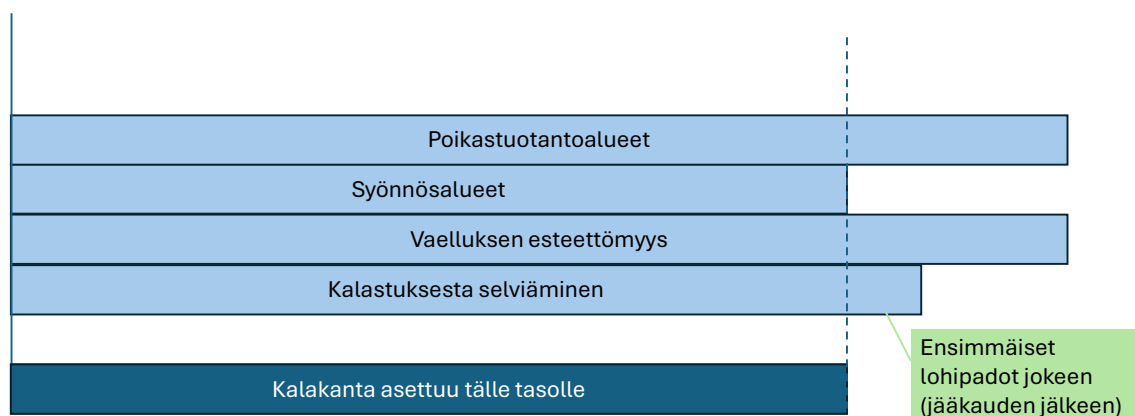 Poikastuotantoalueet
Syönnösalueet
Vaelluksen esteettömyys
Kalastuksesta selviäminen
Ensimmäiset
lohipadot jokeen
(jääkauden jälkeen)
Kalakanta asettuu tälle tasolle